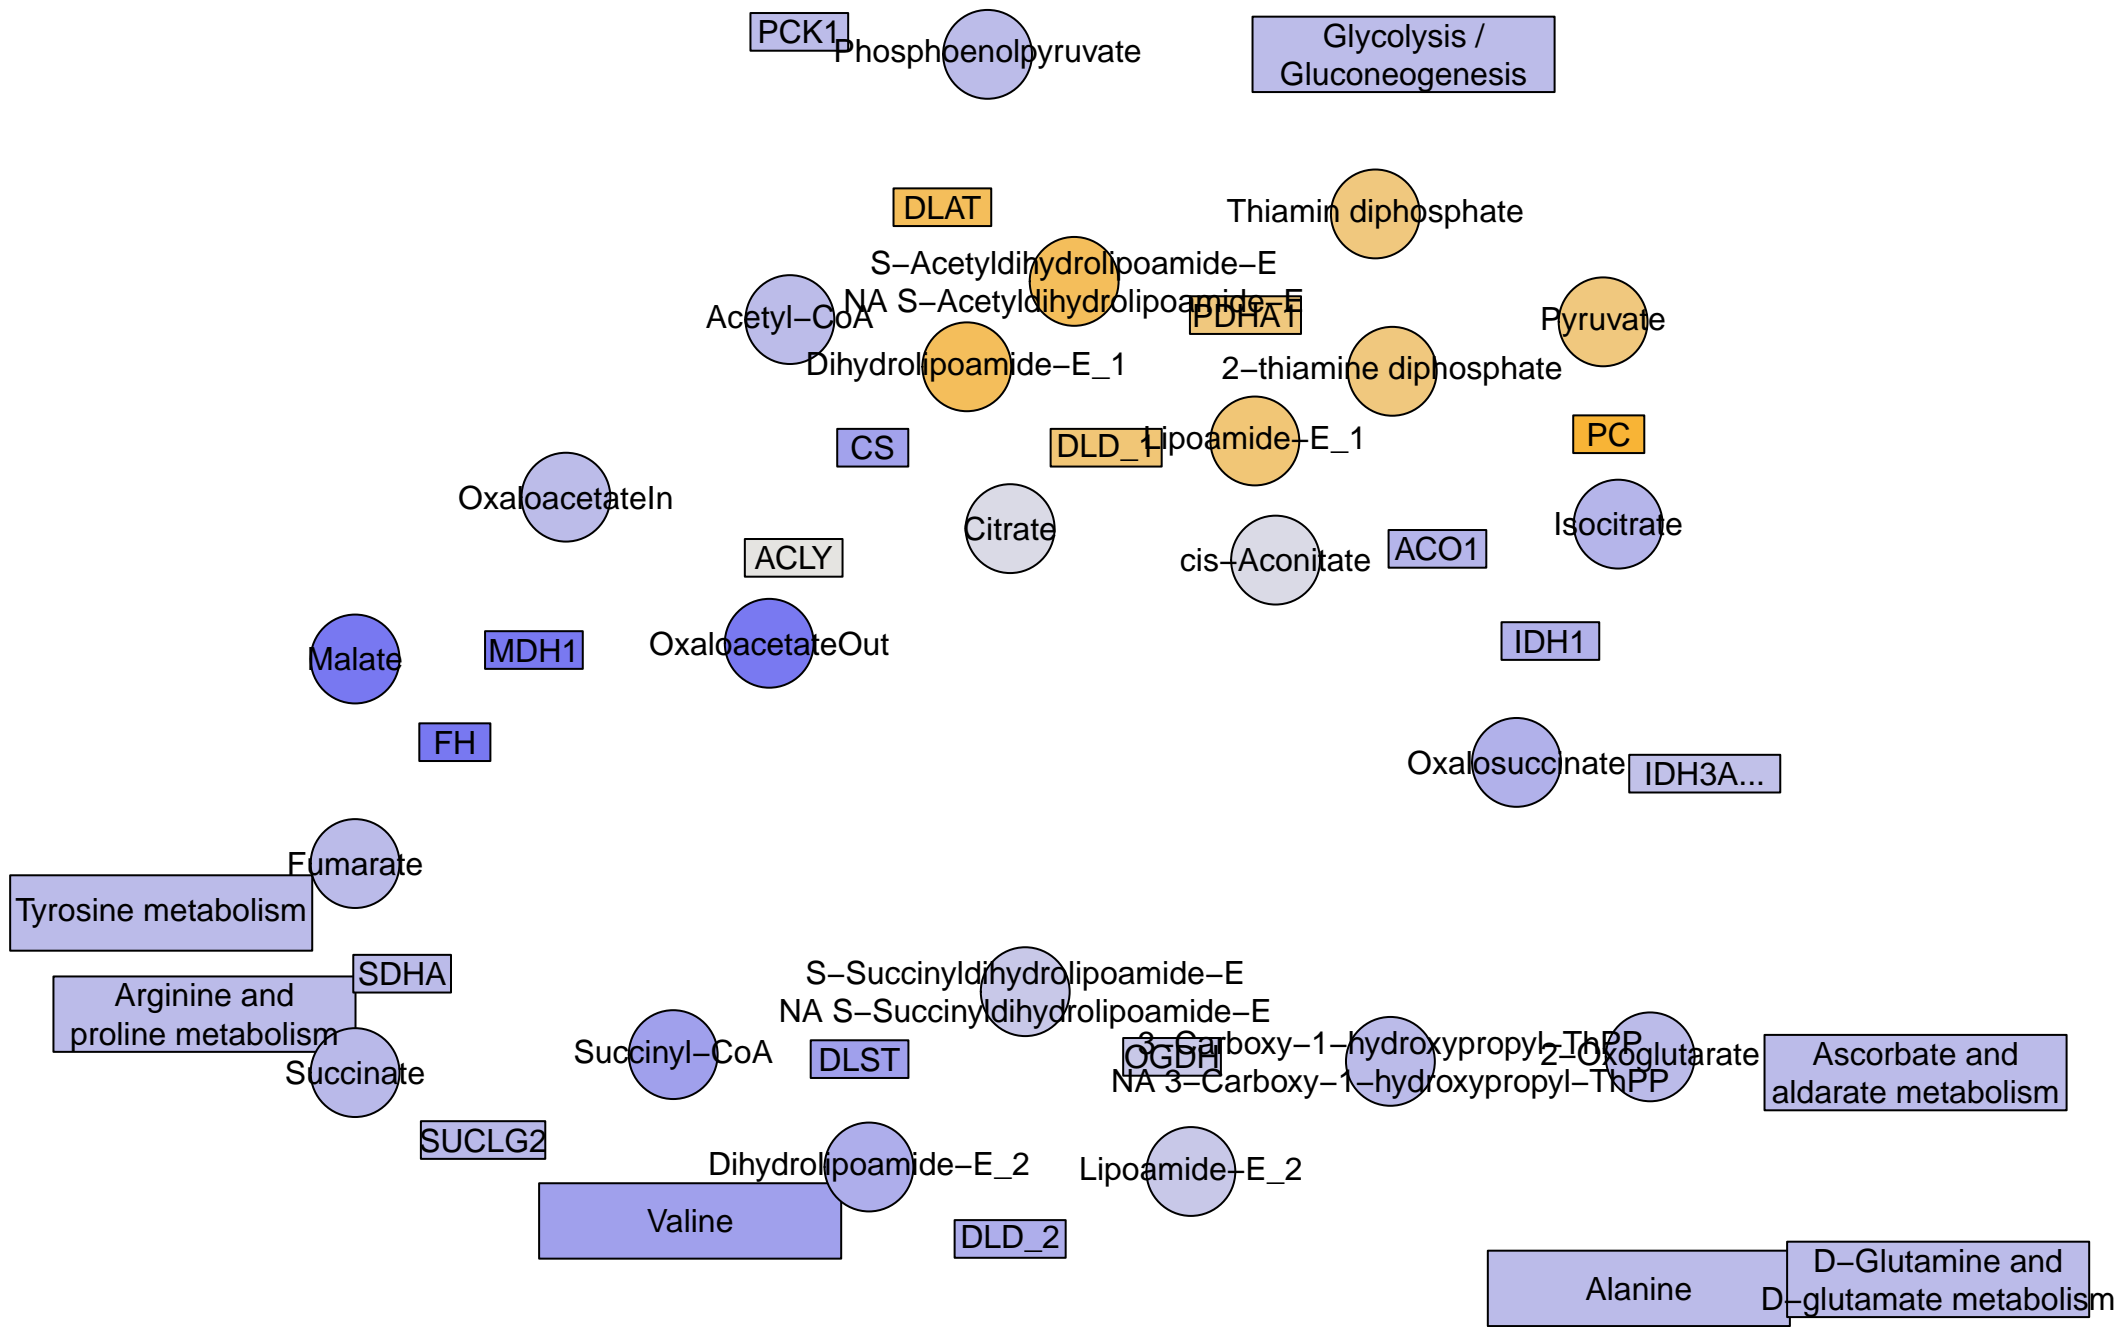 PCK1
Phosphoenolpyruvate
Glycolysis /
Gluconeogenesis
DLAT
Thiamin diphosphate
S−Acetyldihydrolipoamide−E
NA S−Acetyldihydrolipoamide−E
Acetyl−CoA
PDHA1
Pyruvate
Dihydrolipoamide−E_1
2−thiamine diphosphate
CS
DLD_1
Lipoamide−E_1
PC
OxaloacetateIn
Citrate
Isocitrate
ACLY
cis−Aconitate
ACO1
Malate
MDH1
OxaloacetateOut
IDH1
FH
Oxalosuccinate
IDH3A...
Fumarate
Tyrosine metabolism
SDHA
Arginine and
proline metabolism
S−Succinyldihydrolipoamide−E
NA S−Succinyldihydrolipoamide−E
Succinate
Succinyl−CoA
DLST
OGDH
3−Carboxy−1−hydroxypropyl−ThPP
NA 3−Carboxy−1−hydroxypropyl−ThPP
2−Oxoglutarate
Ascorbate and
aldarate metabolism
SUCLG2
Dihydrolipoamide−E_2
Lipoamide−E_2
Valine
DLD_2
Alanine
D−Glutamine and
D−glutamate metabolism